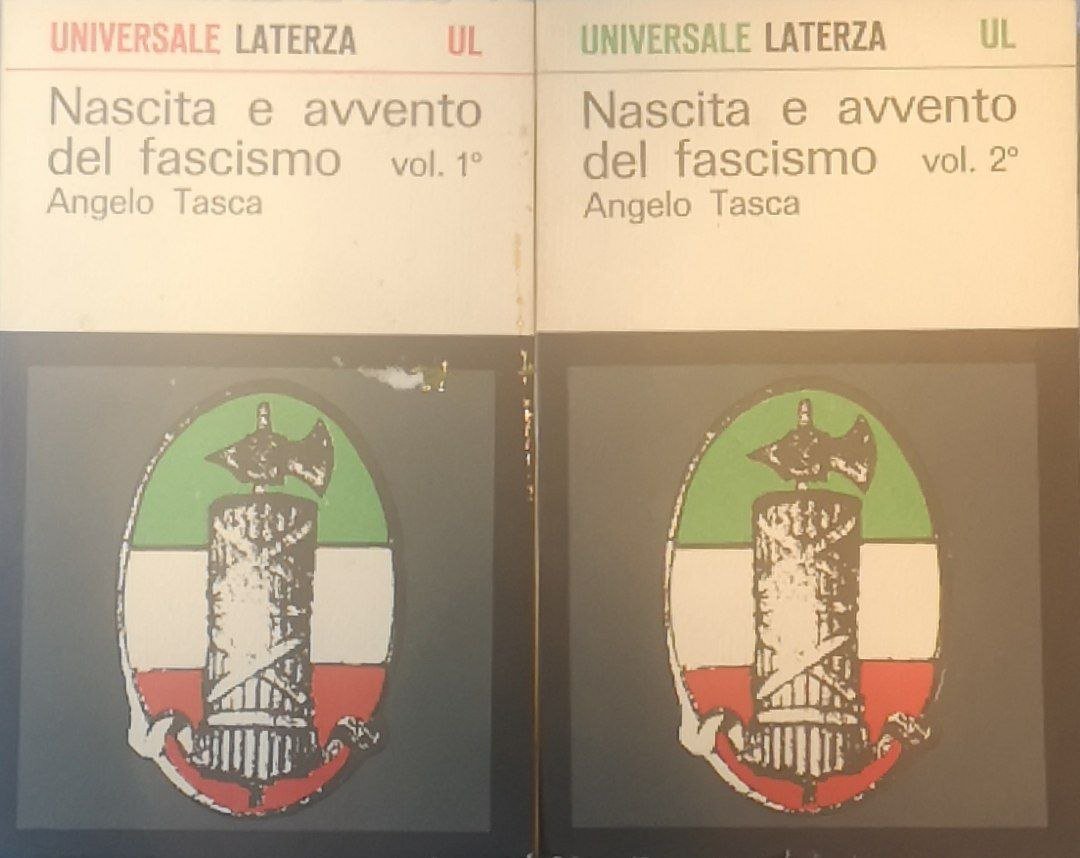 UNIVERSALE LATERZA UL
Nascita e avvento
del fascismo vol. 1°
Angelo Tasca
UNIVERSALE LATERZA UL
Nascita e avvento
del fascismo vol. 2°
Angelo Tasca